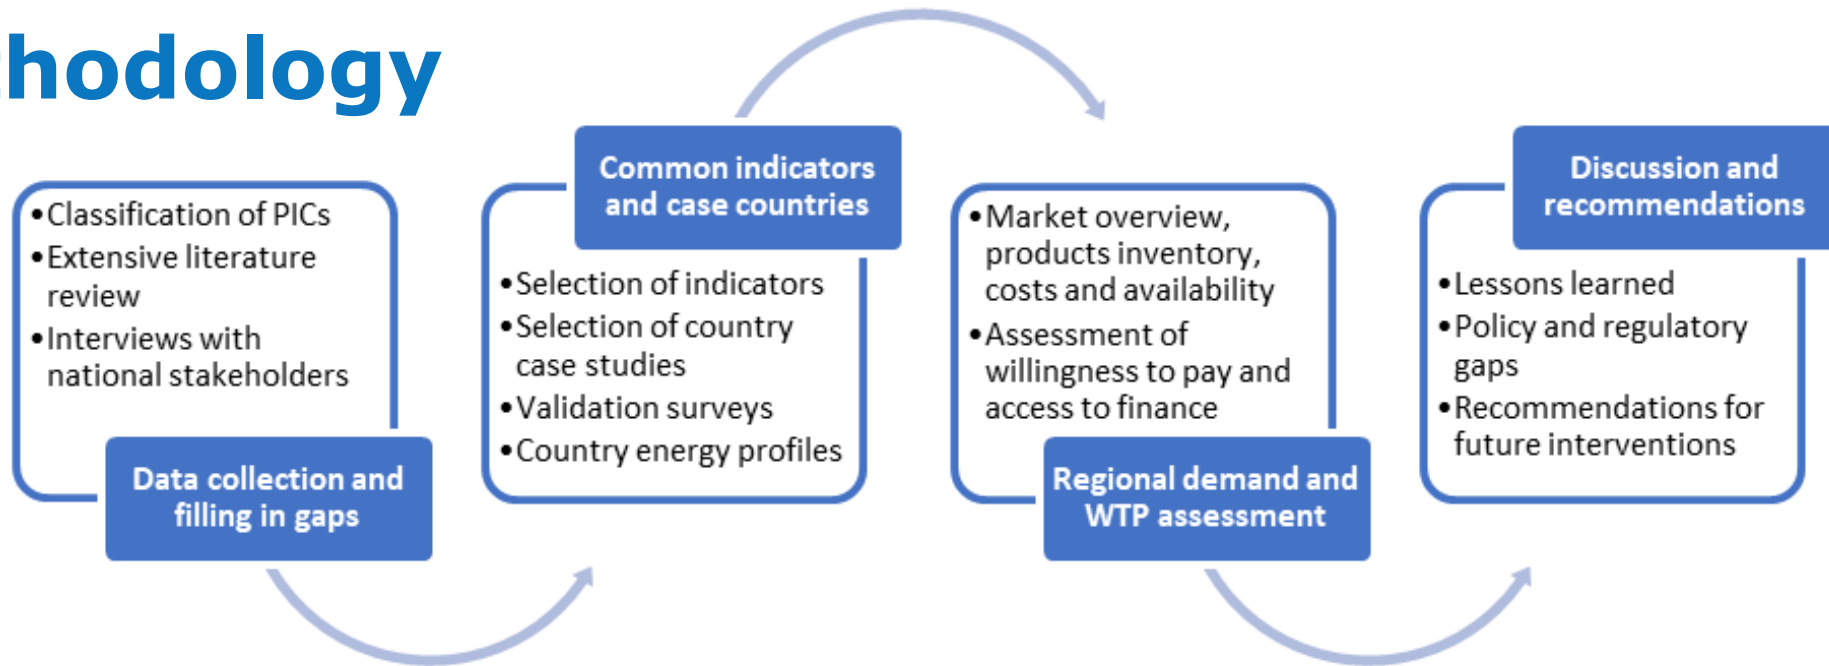 thodology
•Classification of PICs
•Extensive literature
review
•Interviews with
national stakeholders
Data collection and
filling in gaps
Common indicators
and case countries
•Selection of indicators
•Selection of country
case studies
•Validation surveys
•Country energy profiles
•Market overview,
products inventory,
costs and availability
•Assessment of
willingness to pay and
access to finance
Regional demand and
WTP assessment
Discussion and
recommendations
•Lessons learned
•Policy and regulatory
gaps
•Recommendations for
future interventions